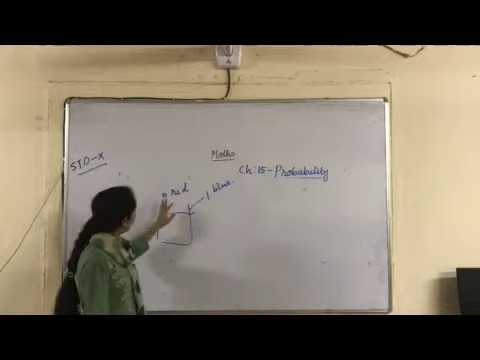 STD-X
Maths
Ch:15-Probability
red
1 blue.